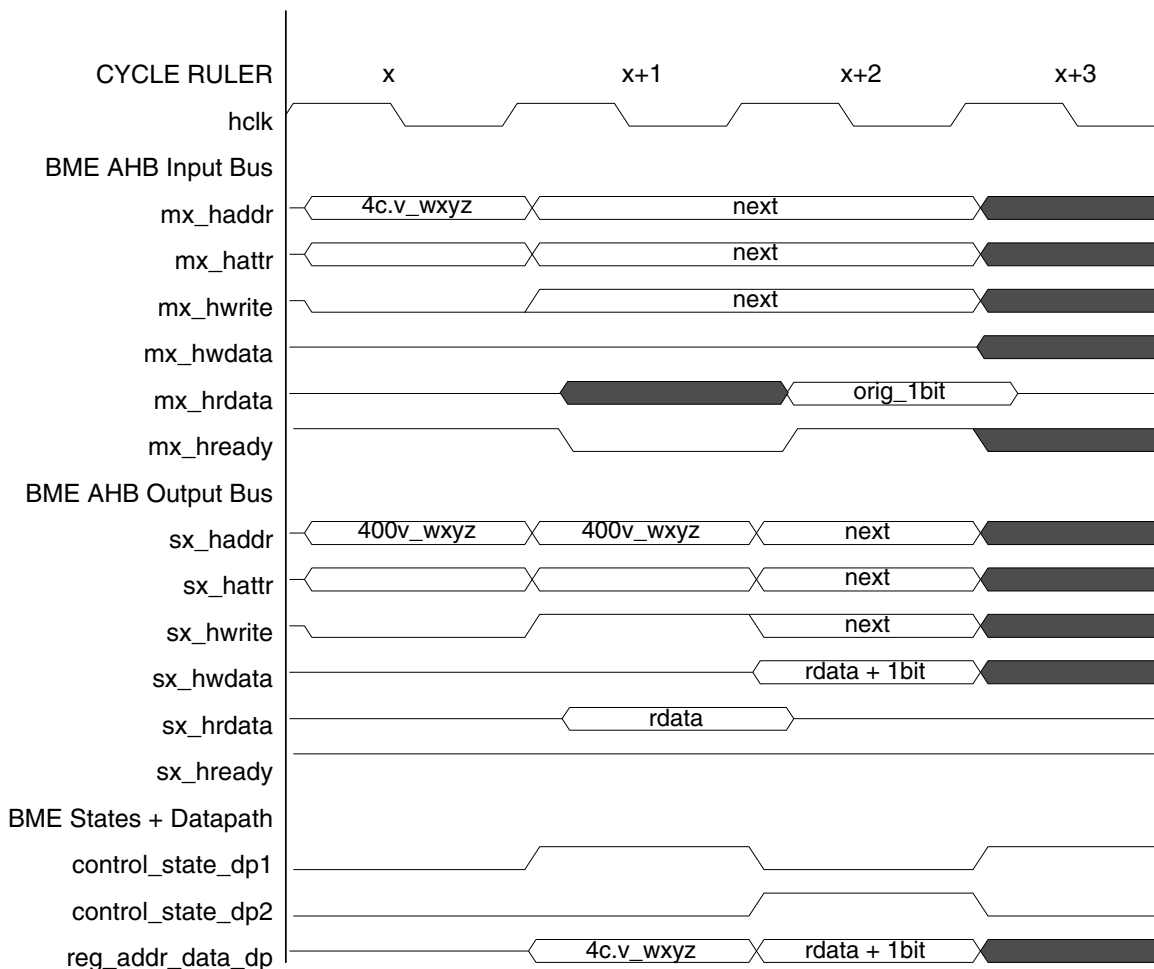 CYCLE RULER x x+1 x+2 x+3
hclk
BME AHB Input Bus
mx_haddr 4c.v_wxyz next
mx_hattr next
mx_hwrite next
mx_hwdata
mx_hrdata orig_1bit
mx_hready
BME AHB Output Bus
sx_haddr 400v_wxyz 400v_wxyz next
sx_hattr next
sx_hwrite next
sx_hwdata rdata + 1bit
sx_hrdata rdata
sx_hready
BME States + Datapath
control_state_dp1
control_state_dp2
reg_addr_data_dp 4c.v_wxyz rdata + 1bit